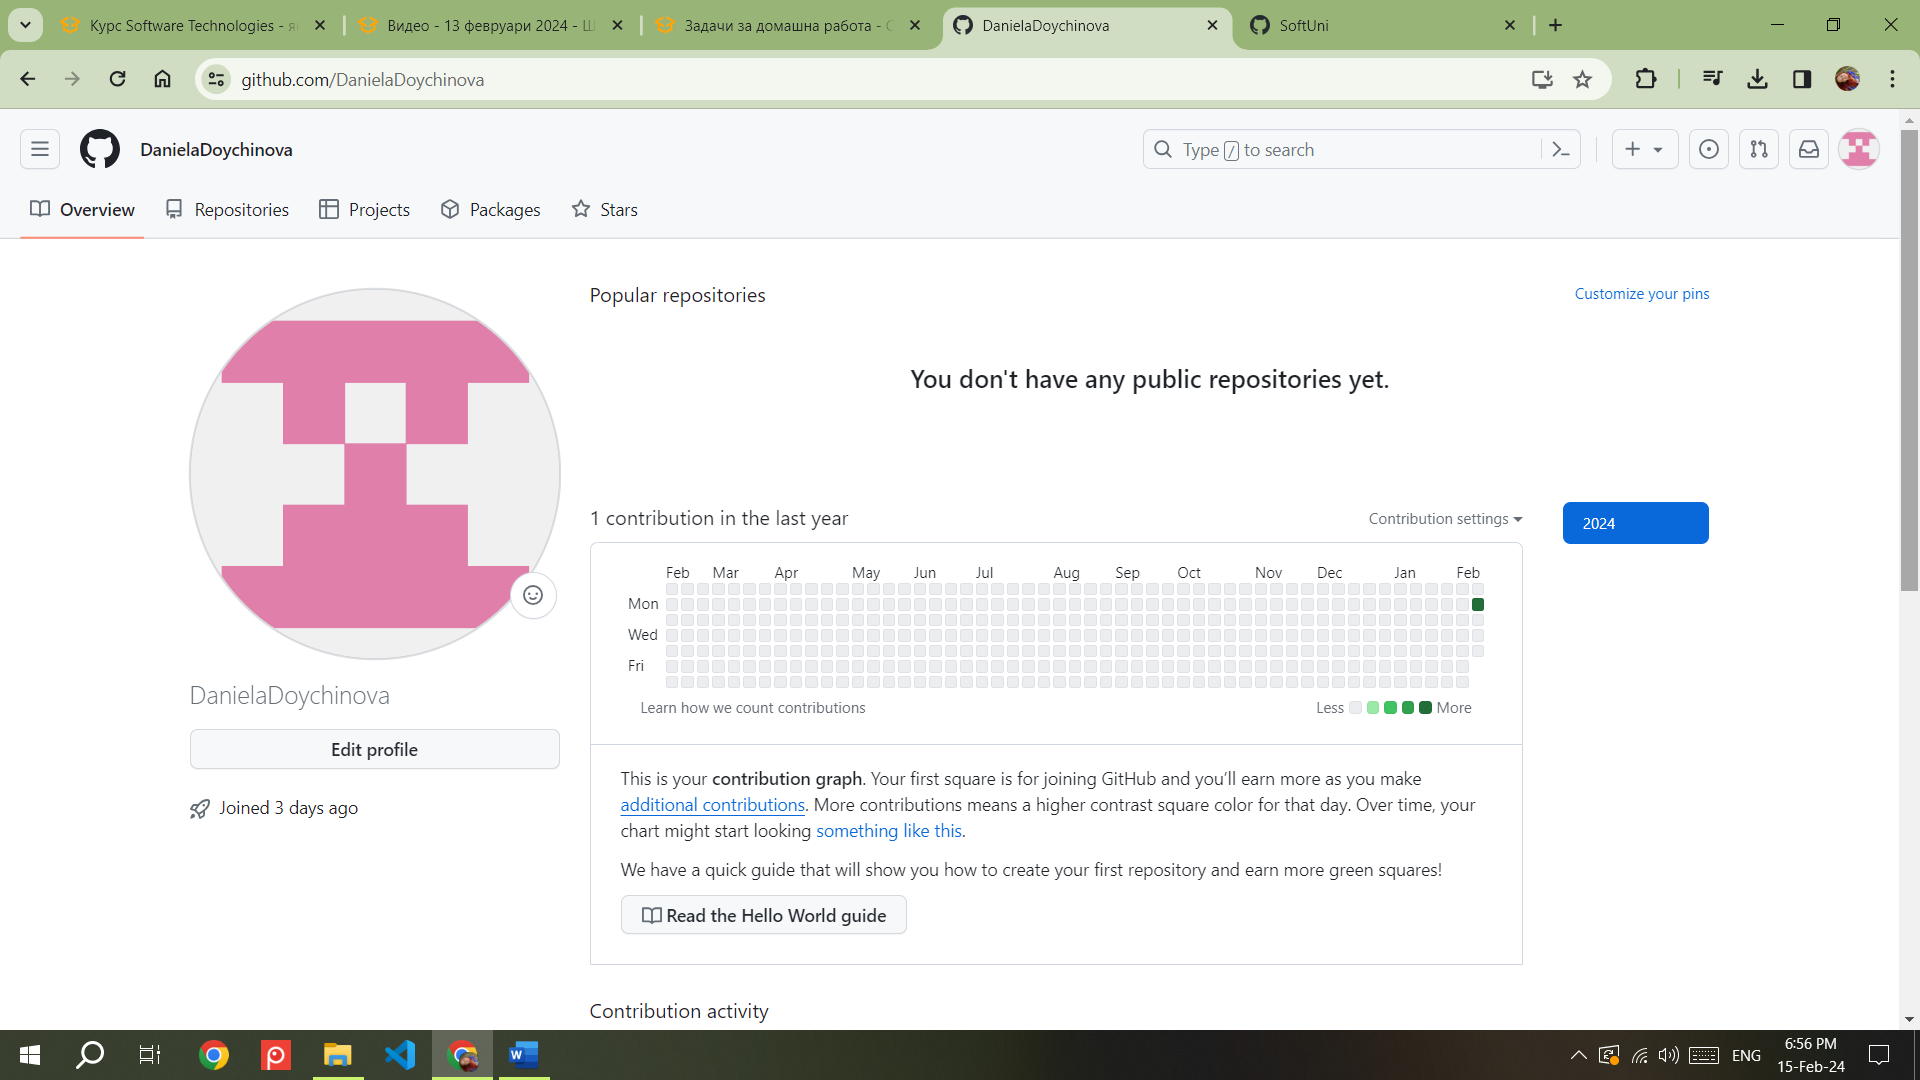 Курс Software Technologies - я
Видео - 13 февруари 2024 - Ш
Задачи за домашна работа - С
DanielaDoychinova
SoftUni
github.com/DanielaDoychinova
DanielaDoychinova
Type / to search
Overview
Repositories
Projects
Packages
Stars
Popular repositories
Customize your pins
You don't have any public repositories yet.
1 contribution in the last year
Contribution settings
2024
Feb Mar Apr May Jun Jul Aug Sep Oct Nov Dec Jan Feb
Mon
Wed
Fri
Learn how we count contributions
Less
More
DanielaDoychinova
Edit profile
Joined 3 days ago
This is your contribution graph. Your first square is for joining GitHub and you’ll earn more as you make
additional contributions. More contributions means a higher contrast square color for that day. Over time, your
chart might start looking something like this.
We have a quick guide that will show you how to create your first repository and earn more green squares!
Read the Hello World guide
Contribution activity
ENG
6:56 PM
15-Feb-24